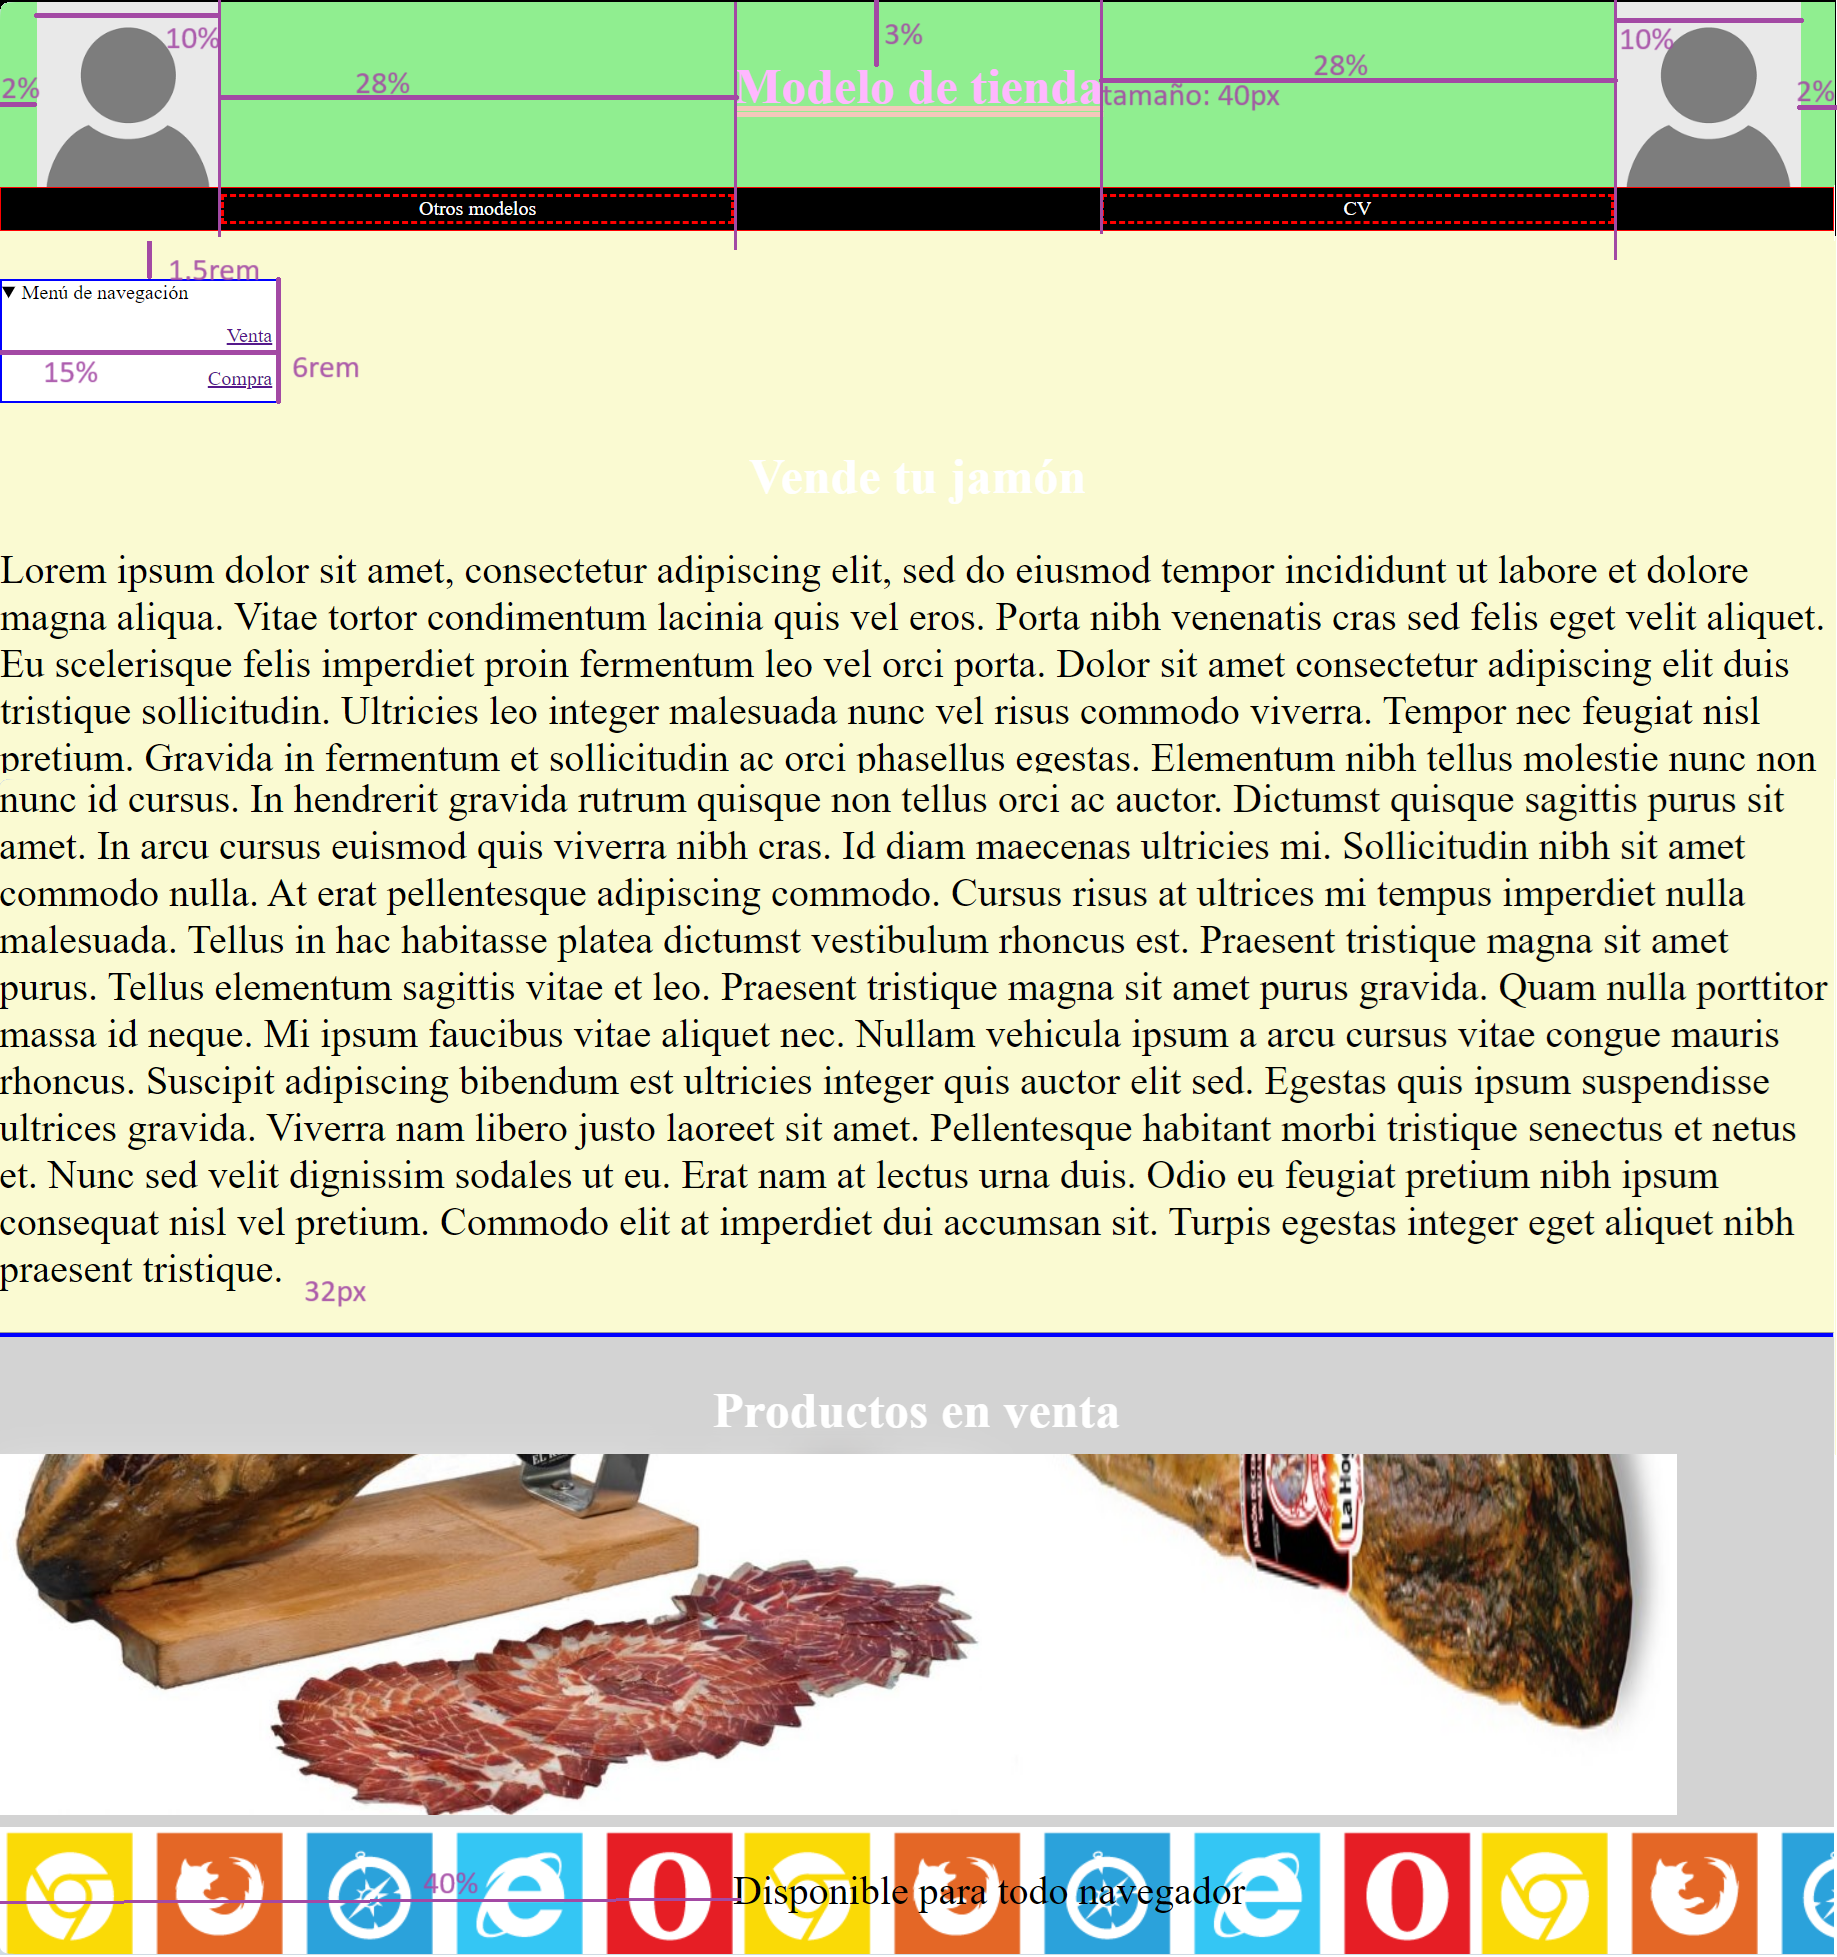 10%
3%
10%
28%
28%
2%
Modelo de tienda
tamaño: 40px
2%
Otros modelos
CV
1.5rem
▼ Menú de navegación
Venta
15%
6rem
Compra
Vende tu jamón
Lorem ipsum dolor sit amet, consectetur adipiscing elit, sed do eiusmod tempor incididunt ut labore et dolore
magna aliqua. Vitae tortor condimentum lacinia quis vel eros. Porta nibh venenatis cras sed felis eget velit aliquet.
Eu scelerisque felis imperdiet proin fermentum leo vel orci porta. Dolor sit amet consectetur adipiscing elit duis
tristique sollicitudin. Ultricies leo integer malesuada nunc vel risus commodo viverra. Tempor nec feugiat nisl
pretium. Gravida in fermentum et sollicitudin ac orci phasellus egestas. Elementum nibh tellus molestie nunc non
nunc id cursus. In hendrerit gravida rutrum quisque non tellus orci ac auctor. Dictumst quisque sagittis purus sit
amet. In arcu cursus euismod quis viverra nibh cras. Id diam maecenas ultricies mi. Sollicitudin nibh sit amet
commodo nulla. At erat pellentesque adipiscing commodo. Cursus risus at ultrices mi tempus imperdiet nulla
malesuada. Tellus in hac habitasse platea dictumst vestibulum rhoncus est. Praesent tristique magna sit amet
purus. Tellus elementum sagittis vitae et leo. Praesent tristique magna sit amet purus gravida. Quam nulla porttitor
massa id neque. Mi ipsum faucibus vitae aliquet nec. Nullam vehicula ipsum a arcu cursus vitae congue mauris
rhoncus. Suscipit adipiscing bibendum est ultricies integer quis auctor elit sed. Egestas quis ipsum suspendisse
ultrices gravida. Viverra nam libero justo laoreet sit amet. Pellentesque habitant morbi tristique senectus et netus
et. Nunc sed velit dignissim sodales ut eu. Erat nam at lectus urna duis. Odio eu feugiat pretium nibh ipsum
consequat nisl vel pretium. Commodo elit at imperdiet dui accumsan sit. Turpis egestas integer eget aliquet nibh
praesent tristique.
32px
Productos en venta
La Ho
40%
Disponible para todo navegador